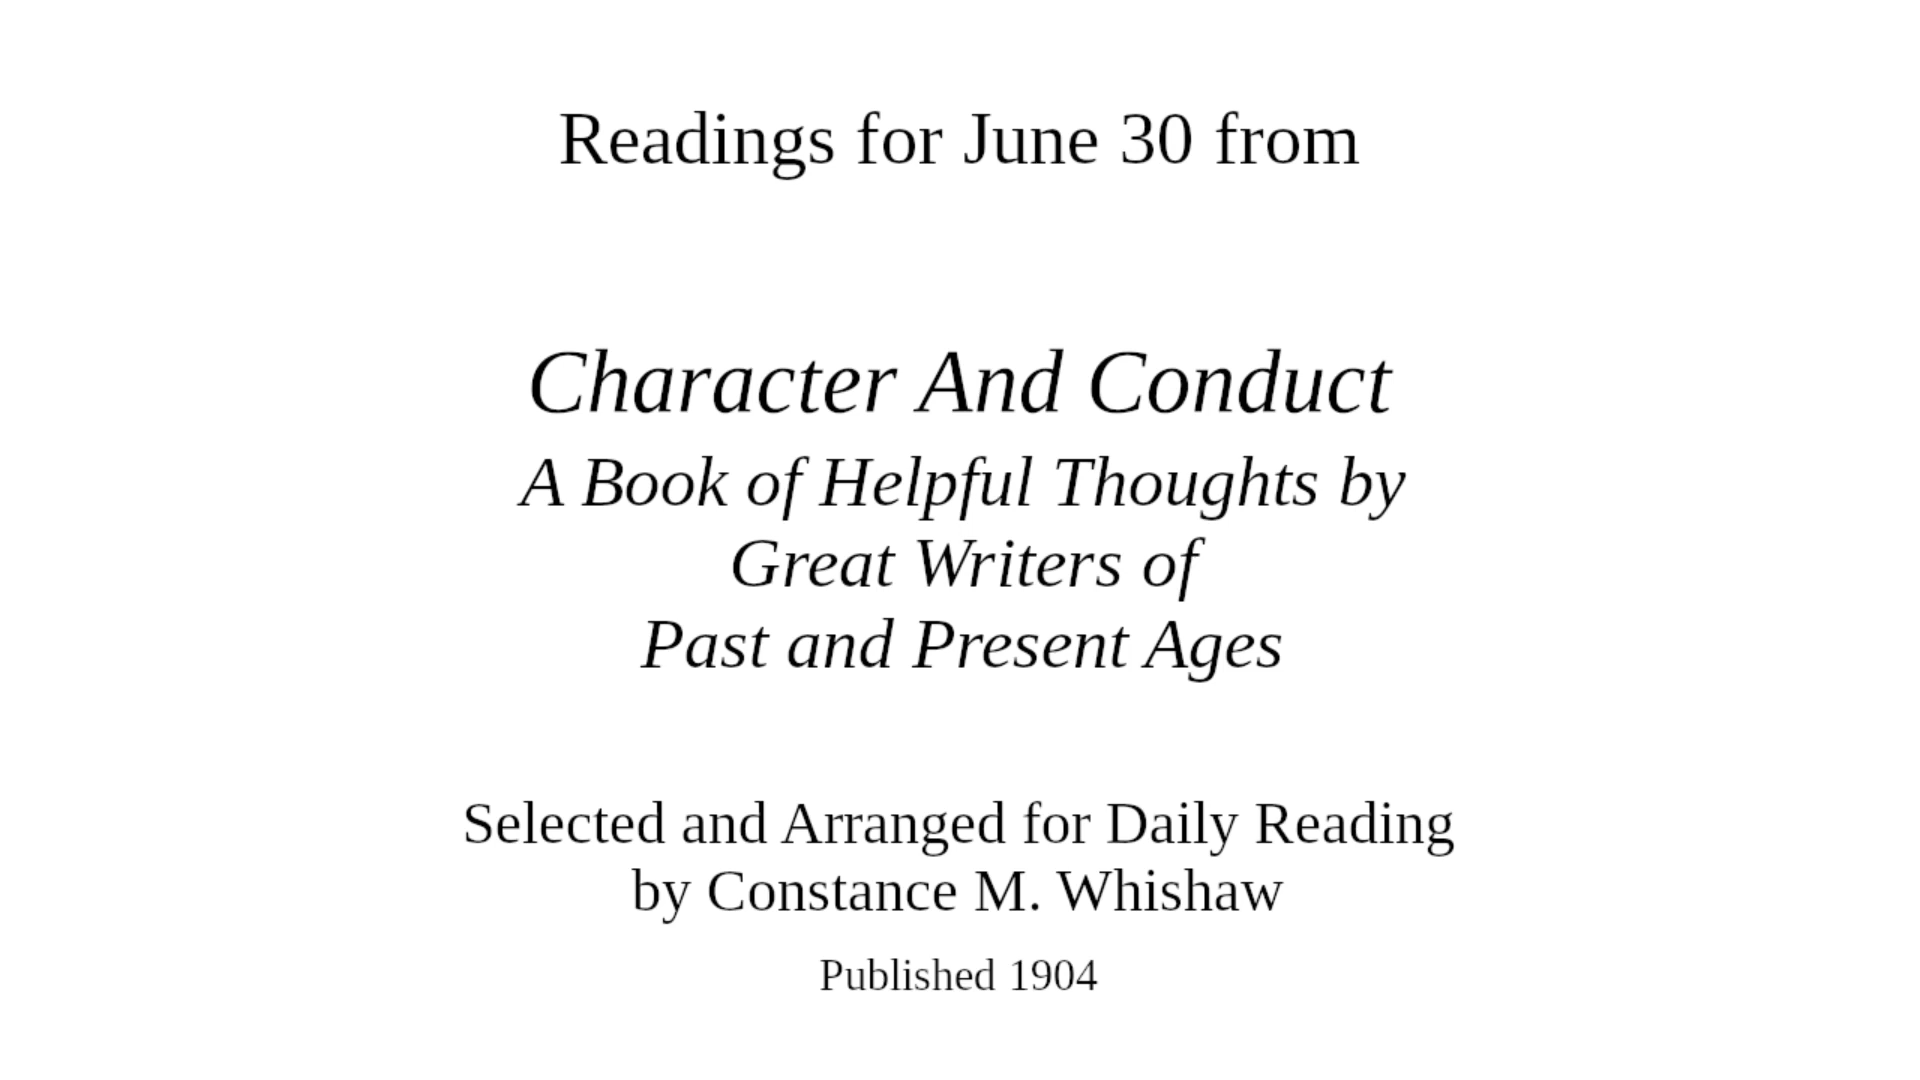 Readings for June 30 from
Character And Conduct
A Book of Helpful Thoughts by
Great Writers of
Past and Present Ages
Selected and Arranged for Daily Reading
by Constance M. Whishaw
Published 1904